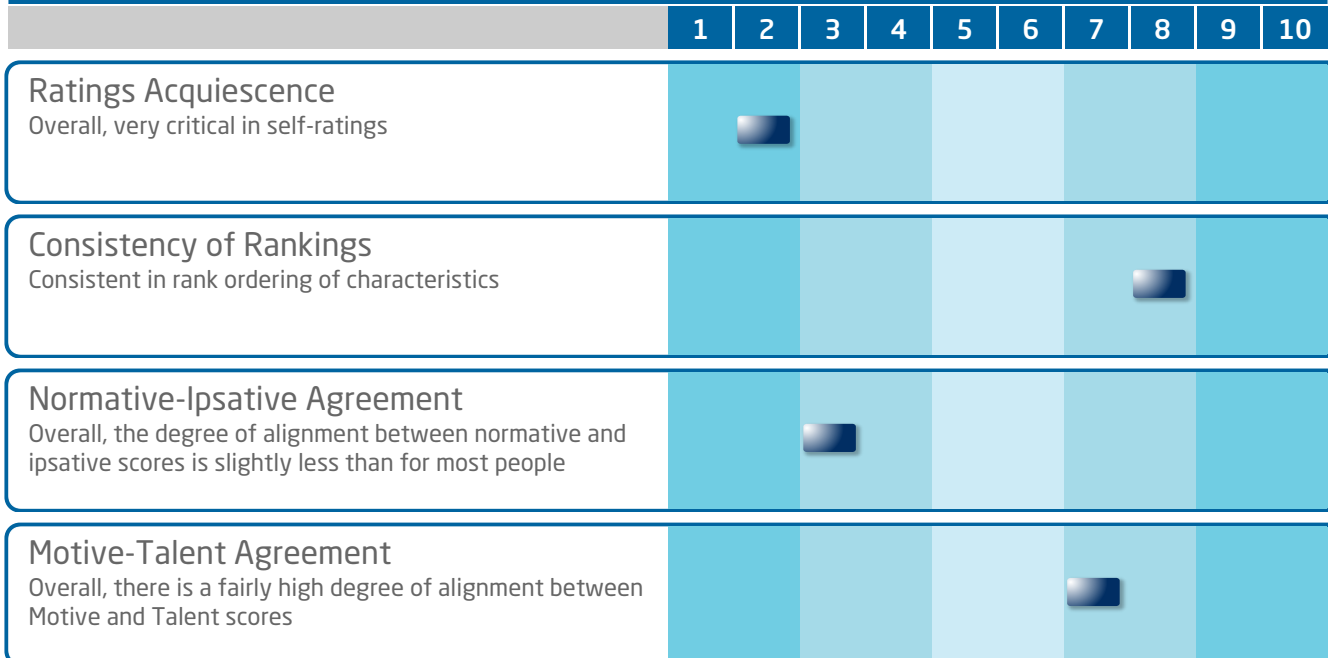 1 2 3 4 5 6 7 8 9 10
Ratings Acquiescence
Overall, very critical in self-ratings
Consistency of Rankings
Consistent in rank ordering of characteristics
Normative-Ipsative Agreement
Overall, the degree of alignment between normative and
ipsative scores is slightly less than for most people
Motive-Talent Agreement
Overall, there is a fairly high degree of alignment between
Motive and Talent scores